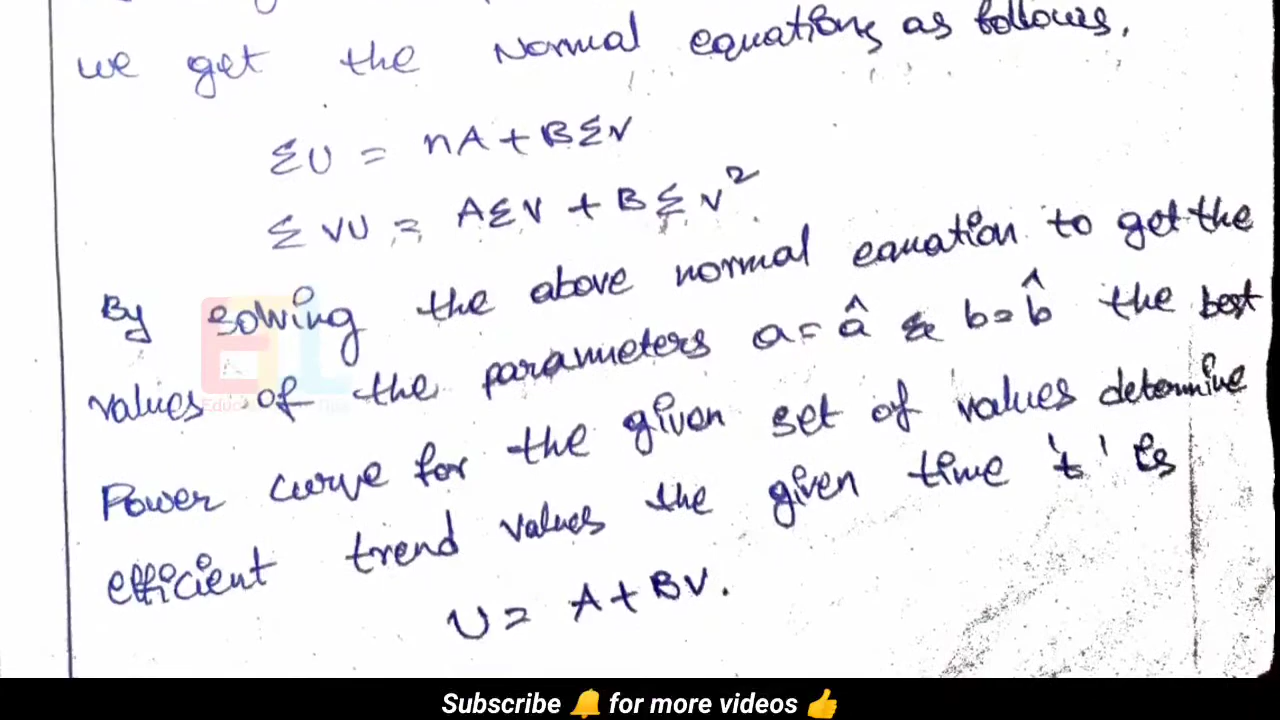 we get the Normal equations as follows,
ΣU = nA + BΣV
ΣVU = AΣV + BΣV²
By solving the above normal equation to get the
values of the parameters a = â & b = b̂ the best
Power curve for the given set of values determine
efficient trend values the given time 't' is
U = A + BV.
EIL
Subscribe 🔔 for more videos 👍